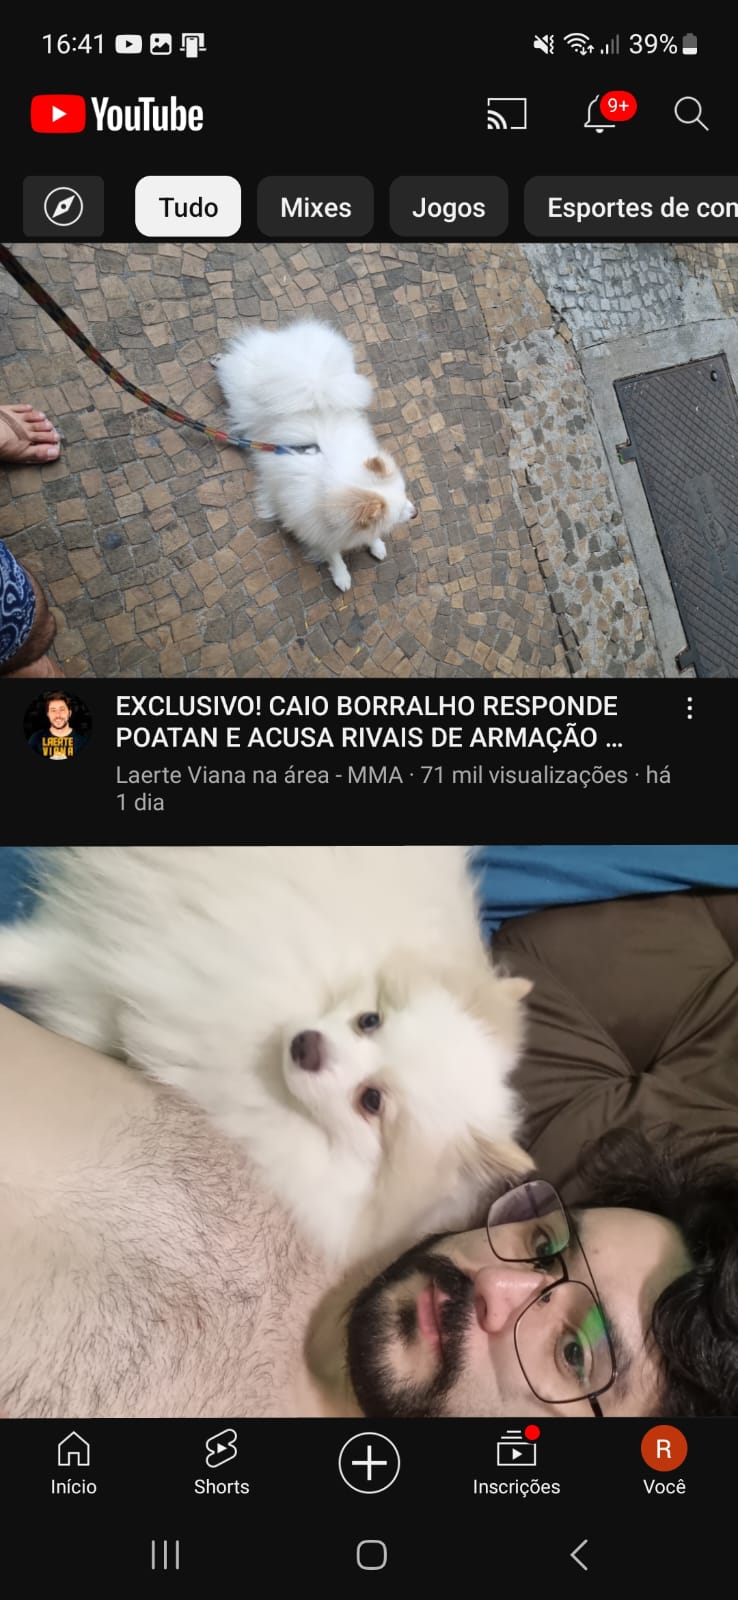 16:41
39%
YouTube
9+
Tudo
Mixes
Jogos
Esportes de con
EXCLUSIVO! CAIO BORRALHO RESPONDE
POATAN E ACUSA RIVAIS DE ARMAÇÃO ...
LAERTE
VIANA
Laerte Viana na área - MMA · 71 mil visualizações · há
1 dia
Início
Shorts
Inscrições
R
Você